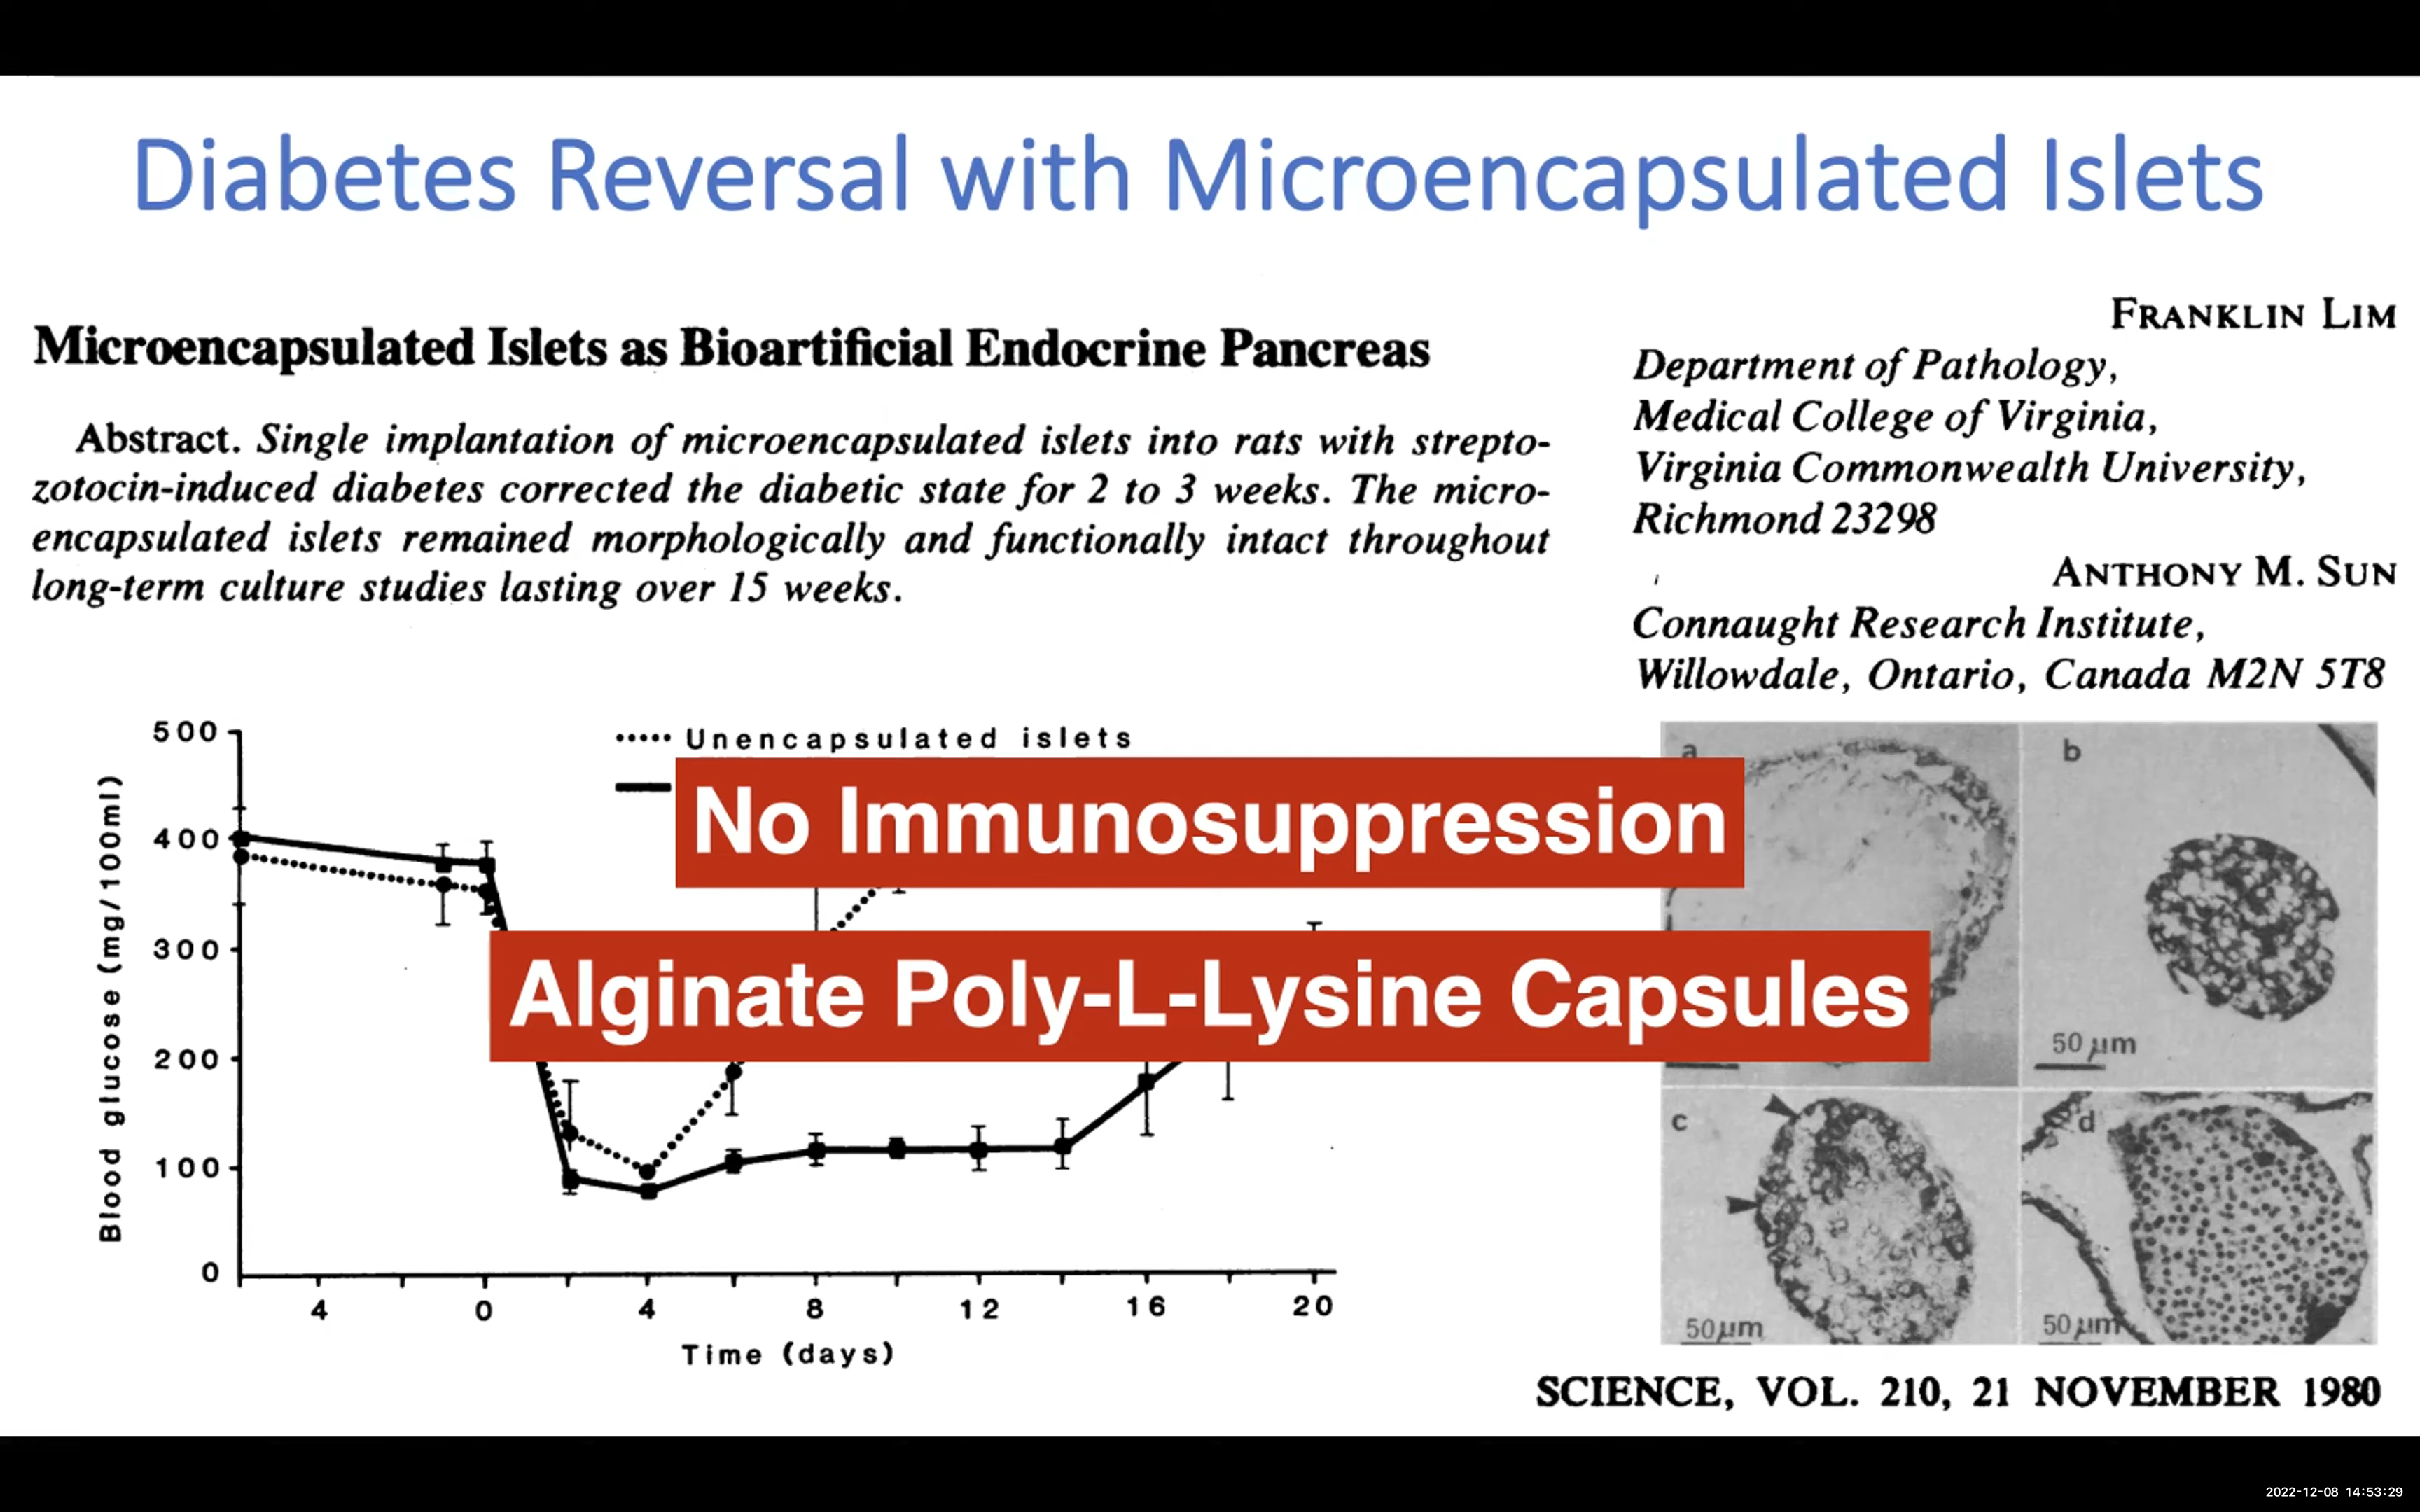 Diabetes Reversal with Microencapsulated Islets
Microencapsulated Islets as Bioartificial Endocrine Pancreas
Abstract. Single implantation of microencapsulated islets into rats with strepto-
zotocin-induced diabetes corrected the diabetic state for 2 to 3 weeks. The micro-
encapsulated islets remained morphologically and functionally intact throughout
long-term culture studies lasting over 15 weeks.
FRANKLIN LIM
Department of Pathology,
Medical College of Virginia,
Virginia Commonwealth University,
Richmond 23298
ANTHONY M. SUN
Connaught Research Institute,
Willowdale, Ontario, Canada M2N 5T8
Unencapsulated islets
No Immunosuppression
Alginate Poly-L-Lysine Capsules
Blood glucose (mg/100ml)
500
400
300
200
100
0
4 0 4 8 12 16 20
Time (days)
a
b
50 µm
c
50 µm
d
50 µm
SCIENCE, VOL. 210, 21 NOVEMBER 1980
2022-12-08 14:53:29